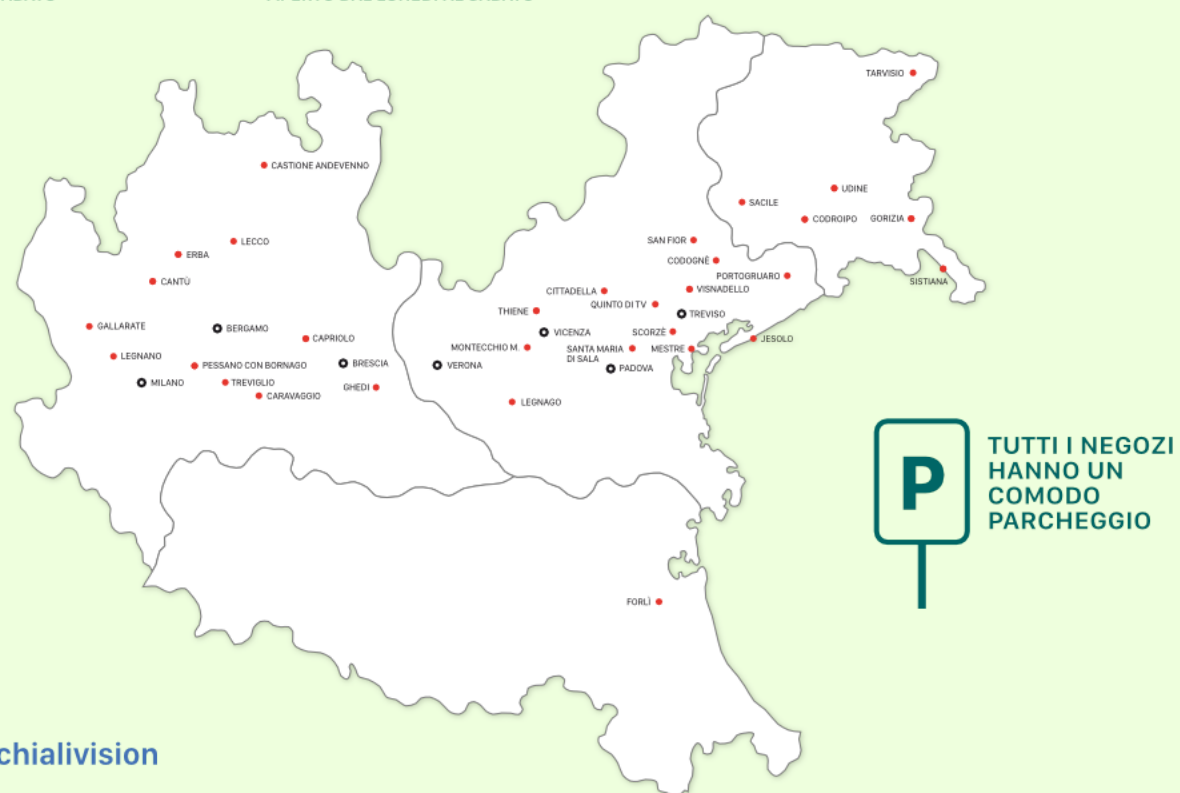 TARVISIO
CASTIONE ANDEVENNO
UDINE
SACILE
CODROIPO
GORIZIA
LECCO
SAN FIOR
ERBA
CODOGNÈ
PORTOGRUARO
SISTIANA
CANTÙ
CITTADELLA
VISNADELLO
QUINTO DI TV
THIENE
TREVISO
GALLARATE
BERGAMO
VICENZA
SCORZÈ
CAPRIOLO
JESOLO
MONTECCHIO M.
SANTA MARIA
DI SALA
MESTRE
LEGNANO
PESSANO CON BORNAGO
BRESCIA
VERONA
PADOVA
MILANO
TREVIGLIO
GHEDI
CARAVAGGIO
LEGNAGO
P
TUTTI I NEGOZI
HANNO UN
COMODO
PARCHEGGIO
FORLÌ
chialivision